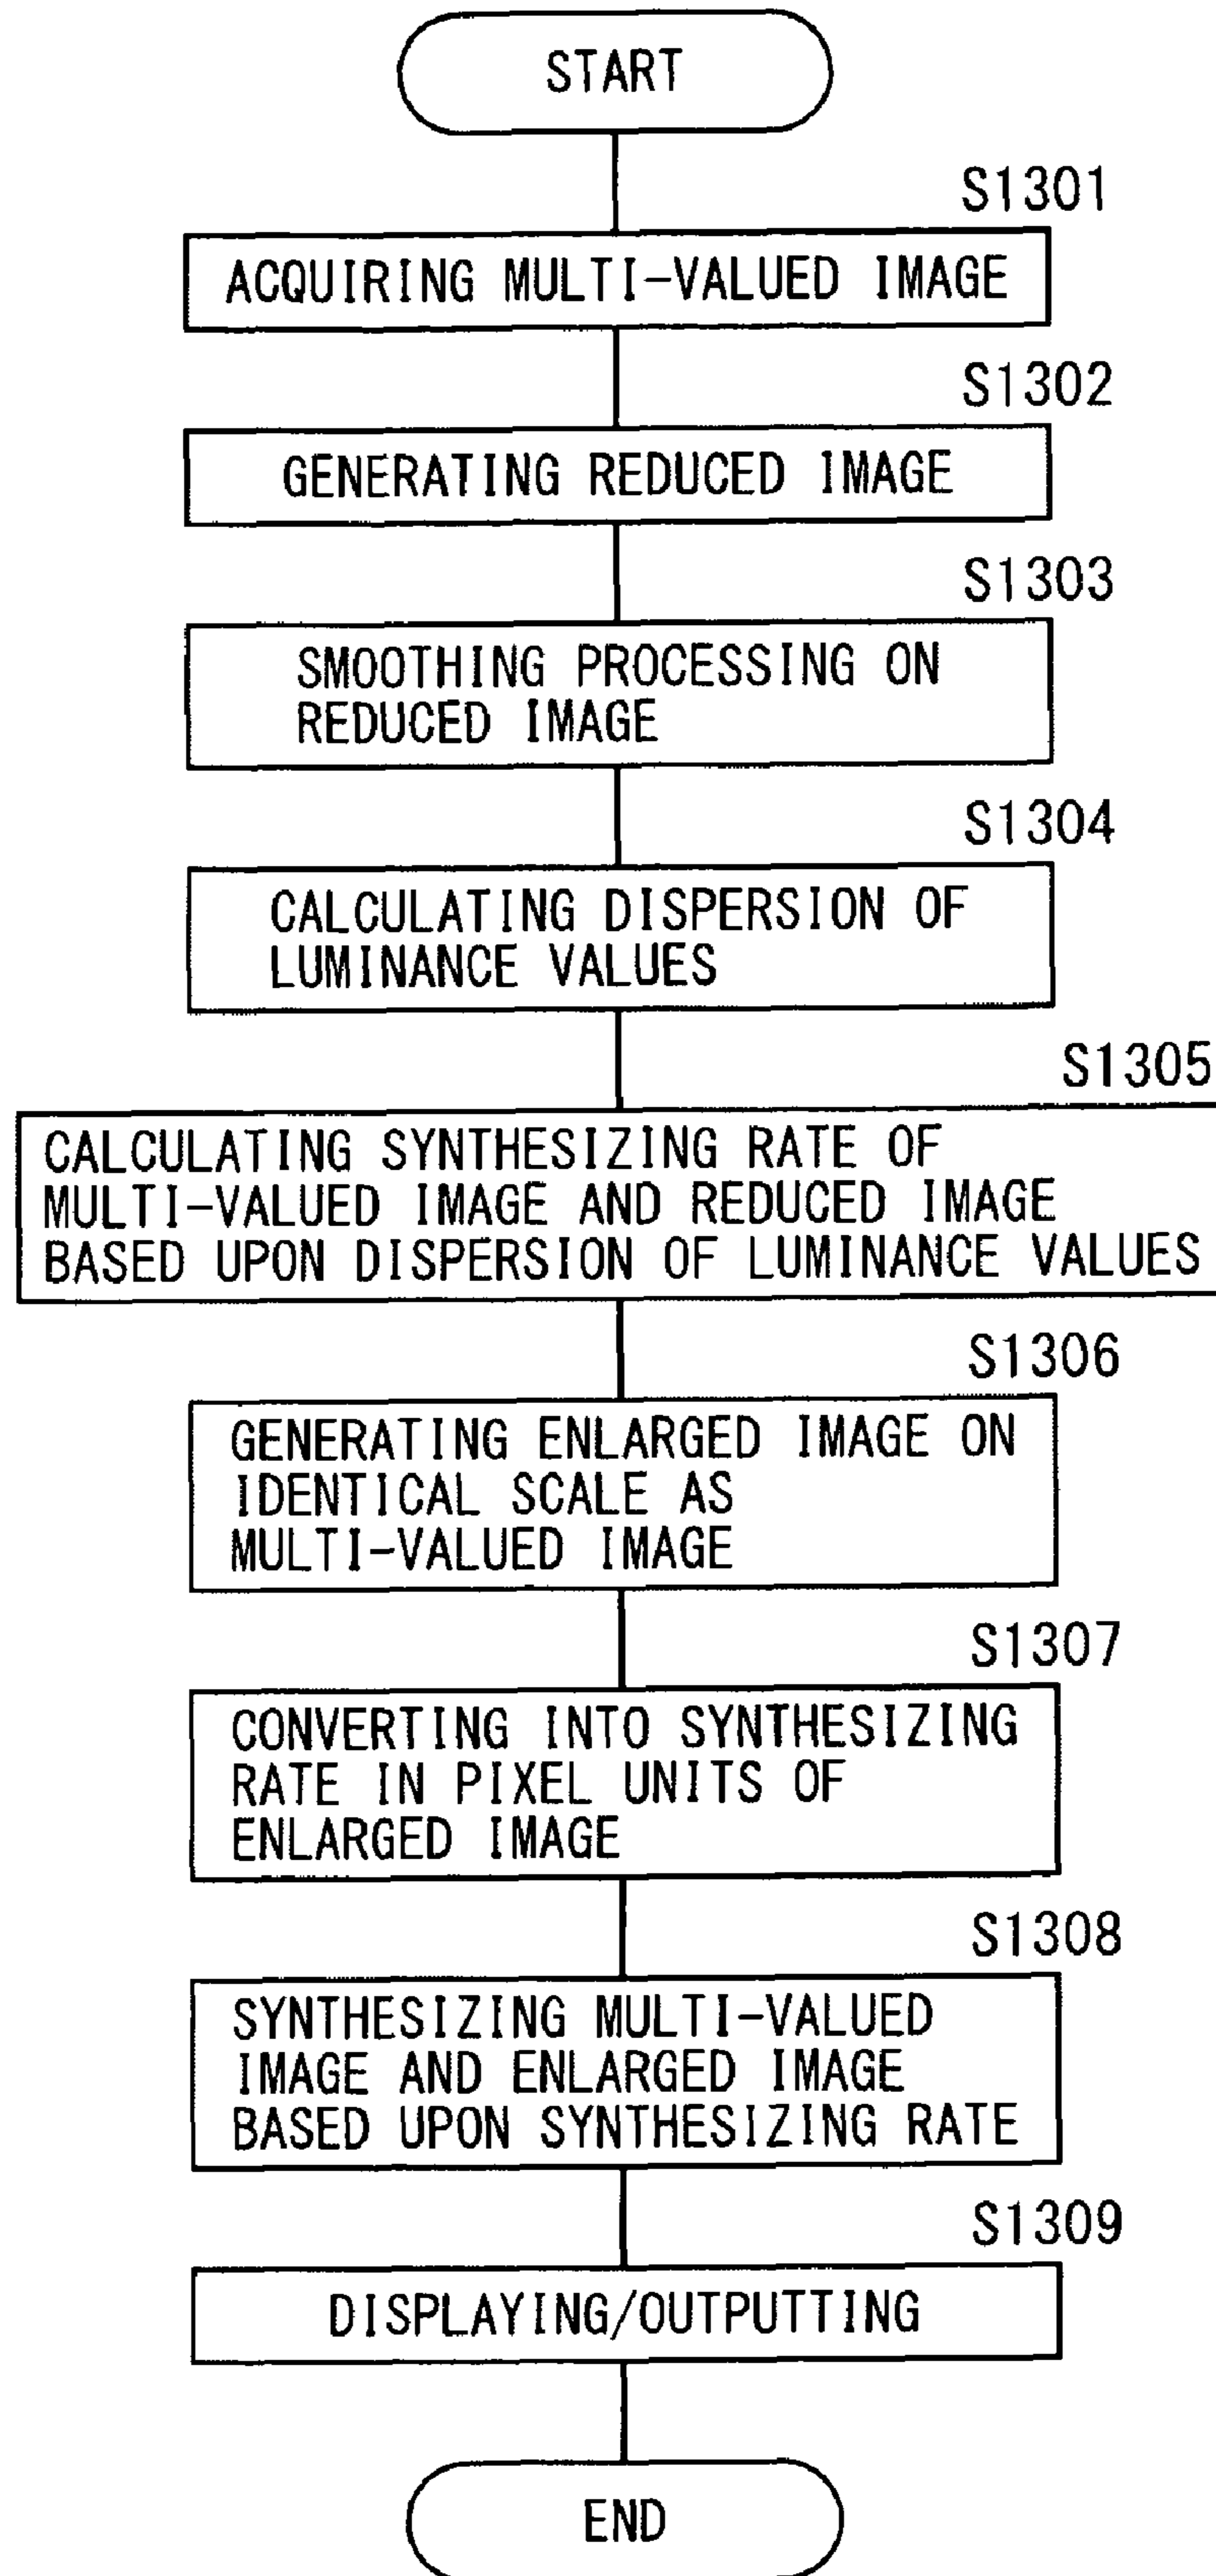 START
S1301
ACQUIRING MULTI-VALUED IMAGE
S1302
GENERATING REDUCED IMAGE
S1303
SMOOTHING PROCESSING ON
REDUCED IMAGE
S1304
CALCULATING DISPERSION OF
LUMINANCE VALUES
S1305
CALCULATING SYNTHESIZING RATE OF
MULTI-VALUED IMAGE AND REDUCED IMAGE
BASED UPON DISPERSION OF LUMINANCE VALUES
S1306
GENERATING ENLARGED IMAGE ON
IDENTICAL SCALE AS
MULTI-VALUED IMAGE
S1307
CONVERTING INTO SYNTHESIZING
RATE IN PIXEL UNITS OF
ENLARGED IMAGE
S1308
SYNTHESIZING MULTI-VALUED
IMAGE AND ENLARGED IMAGE
BASED UPON SYNTHESIZING RATE
S1309
DISPLAYING/OUTPUTTING
END